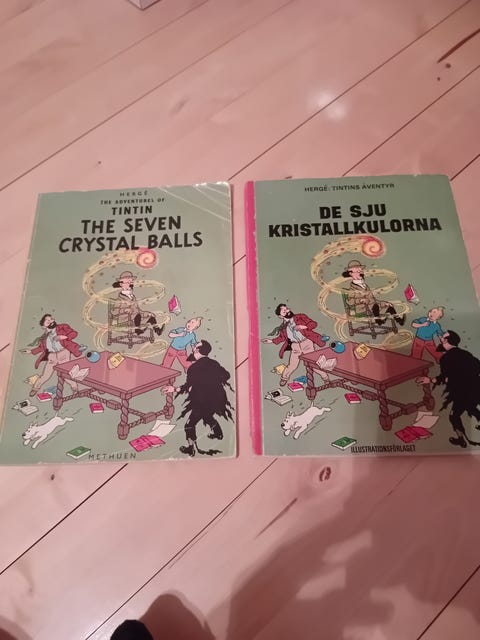 HERGÉ
THE ADVENTURES OF
TINTIN
THE SEVEN
CRYSTAL BALLS
METHUEN
HERGÉ: TINTINS ÄVENTYR
DE SJU
KRISTALLKULORNA
ILLUSTRATIONSFÖRLAGET